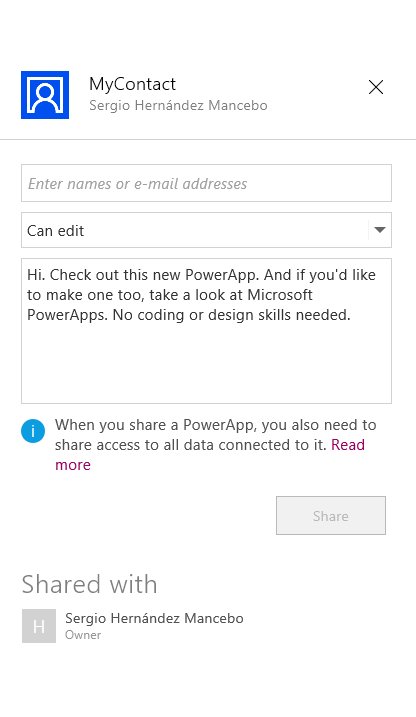 MyContact
Sergio Hernández Mancebo
Enter names or e-mail addresses
Can edit
Hi. Check out this new PowerApp. And if you'd like
to make one too, take a look at Microsoft
PowerApps. No coding or design skills needed.
i
When you share a PowerApp, you also need to
share access to all data connected to it. Read
more
Share
Shared with
H
Sergio Hernández Mancebo
Owner